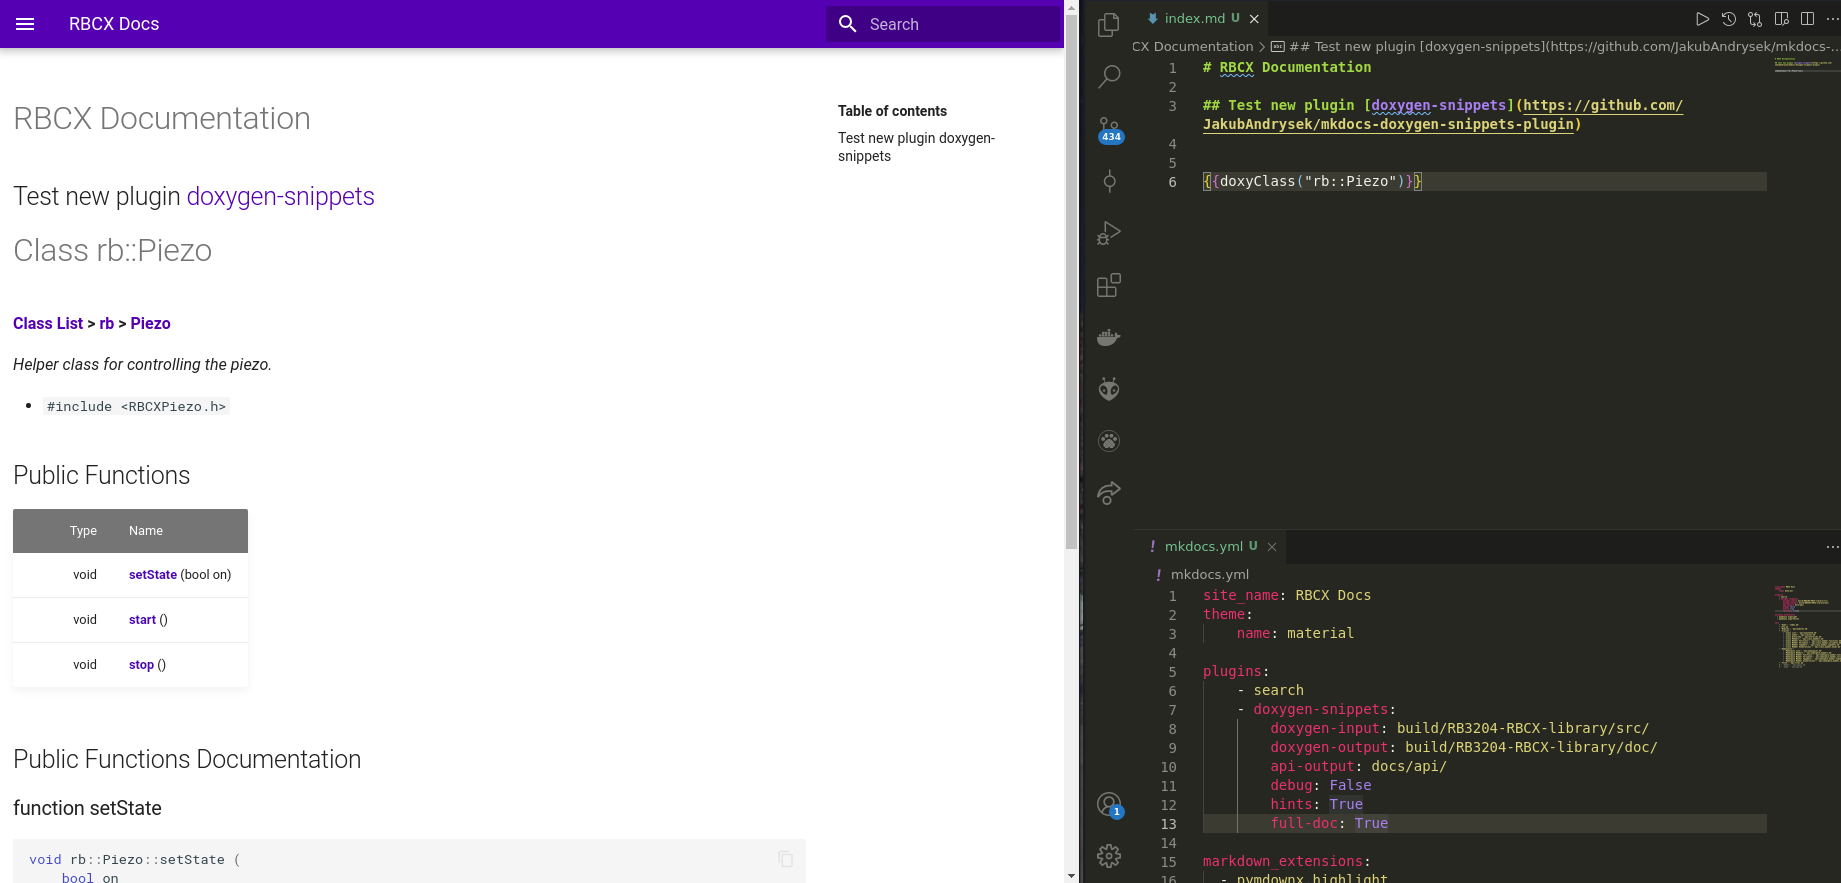 RBCX Docs
Search
RBCX Documentation
Table of contents
Test new plugin doxygen-
snippets
Test new plugin doxygen-snippets
Class rb::Piezo
Class List > rb > Piezo
Helper class for controlling the piezo.
#include <RBCXPiezo.h>
Public Functions
Type Name
void setState (bool on)
void start ()
void stop ()
Public Functions Documentation
function setState
void rb::Piezo::setState (
bool on
434
1
index.md U
CX Documentation > ## Test new plugin [doxygen-snippets](https://github.com/JakubAndrysek/mkdocs-...
1 # RBCX Documentation
2
3 ## Test new plugin [doxygen-snippets](https://github.com/
JakubAndrysek/mkdocs-doxygen-snippets-plugin)
4
5
6 {{doxyClass("rb::Piezo")}}
! mkdocs.yml U
! mkdocs.yml
1 site_name: RBCX Docs
2 theme:
3 name: material
4
5 plugins:
6 - search
7 - doxygen-snippets:
8 doxygen-input: build/RB3204-RBCX-library/src/
9 doxygen-output: build/RB3204-RBCX-library/doc/
10 api-output: docs/api/
11 debug: False
12 hints: True
13 full-doc: True
14
15 markdown_extensions:
16 - pymdownx.highlight